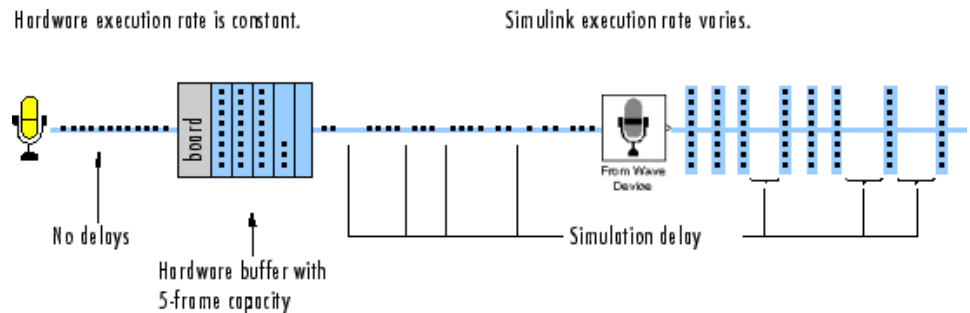 Hardware execution rate is constant.
Simulink execution rate varies.
board
From Wave
Device
No delays
Simulation delay
Hardware buffer with
5-frame capacity